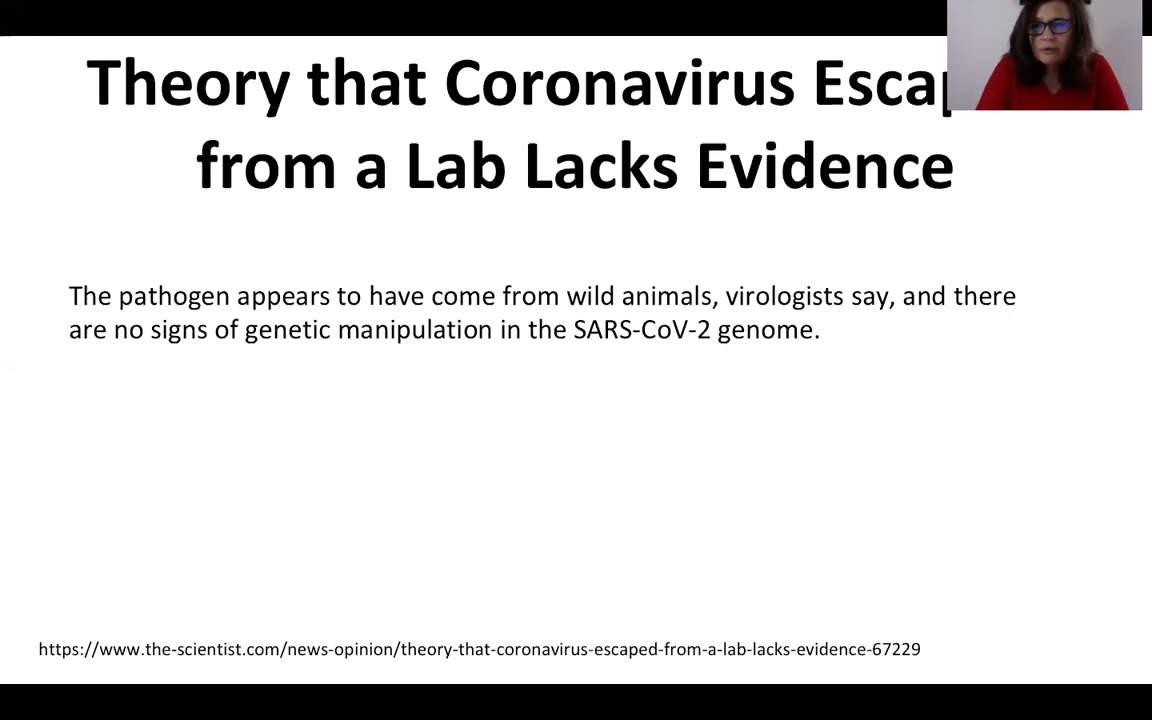 Theory that Coronavirus Escap
from a Lab Lacks Evidence
The pathogen appears to have come from wild animals, virologists say, and there
are no signs of genetic manipulation in the SARS-CoV-2 genome.
https://www.the-scientist.com/news-opinion/theory-that-coronavirus-escaped-from-a-lab-lacks-evidence-67229